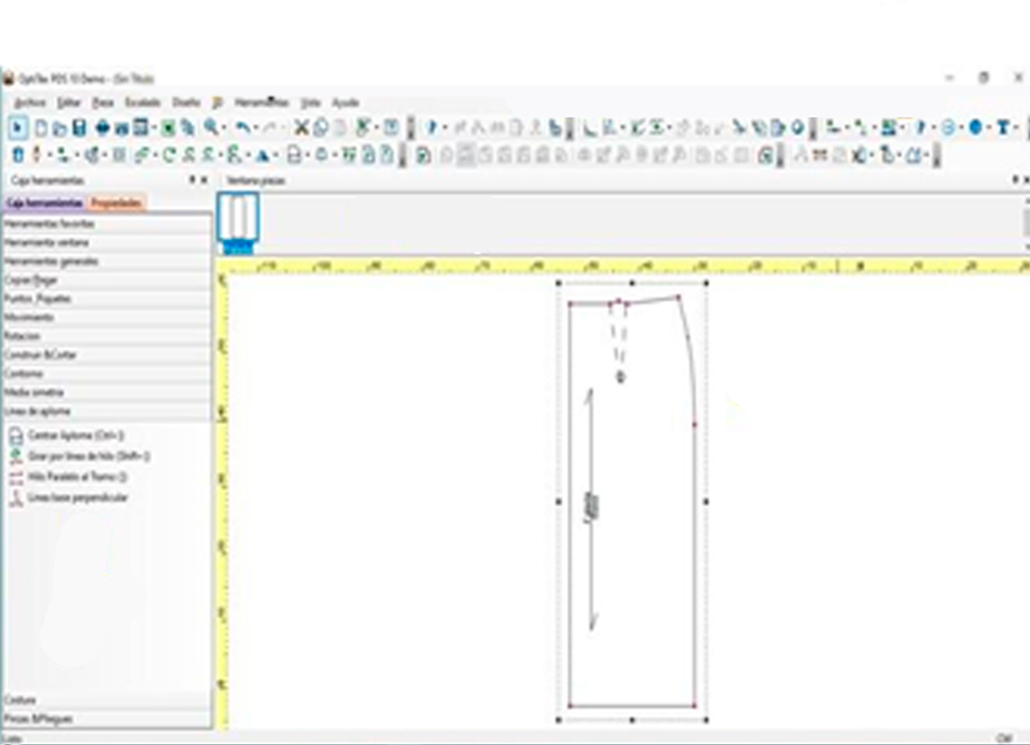 OptiTex PDS 10 Demo - (Sin Titulo)
Archivo Editar Pieza Escalado Diseño Herramientas Vista Ayuda
Caja herramientas
Ventana piezas
Caja herramientas Propiedades
Herramientas favoritas
Herramienta ventana
Herramientas generales
Copiar/Pegar
Puntos_Piquetes
Movimiento
Rotacion
Construir &Cortar
Contorno
Media simetria
Linea de aplomo
Centrar Aplomo (Ctrl+)
Girar por linea de hilo (Shift+)
Hilo Paralelo al Tramo ()
Linea base perpendicular
Costura
Pinzas &Pliegues
Listo
CM